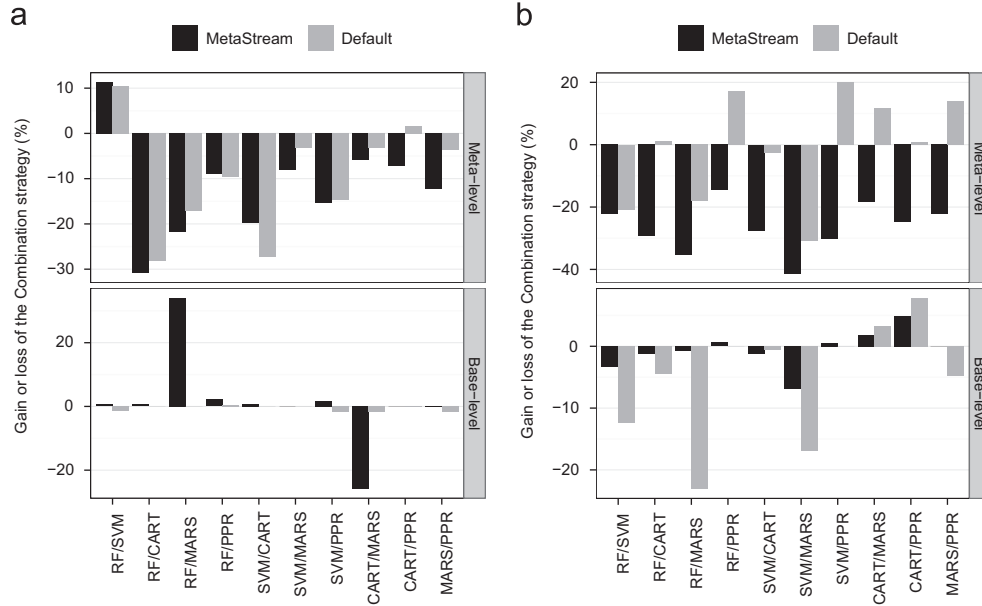 a
MetaStream Default
Gain or loss of the Combination strategy (%)
10
0
−10
−20
−30
Meta−level
20
0
−20
Base−level
RF/SVM
RF/CART
RF/MARS
RF/PPR
SVM/CART
SVM/MARS
SVM/PPR
CART/MARS
CART/PPR
MARS/PPR
b
MetaStream Default
Gain or loss of the Combination strategy (%)
20
0
−20
−40
Meta−level
0
−10
−20
Base−level
RF/SVM
RF/CART
RF/MARS
RF/PPR
SVM/CART
SVM/MARS
SVM/PPR
CART/MARS
CART/PPR
MARS/PPR